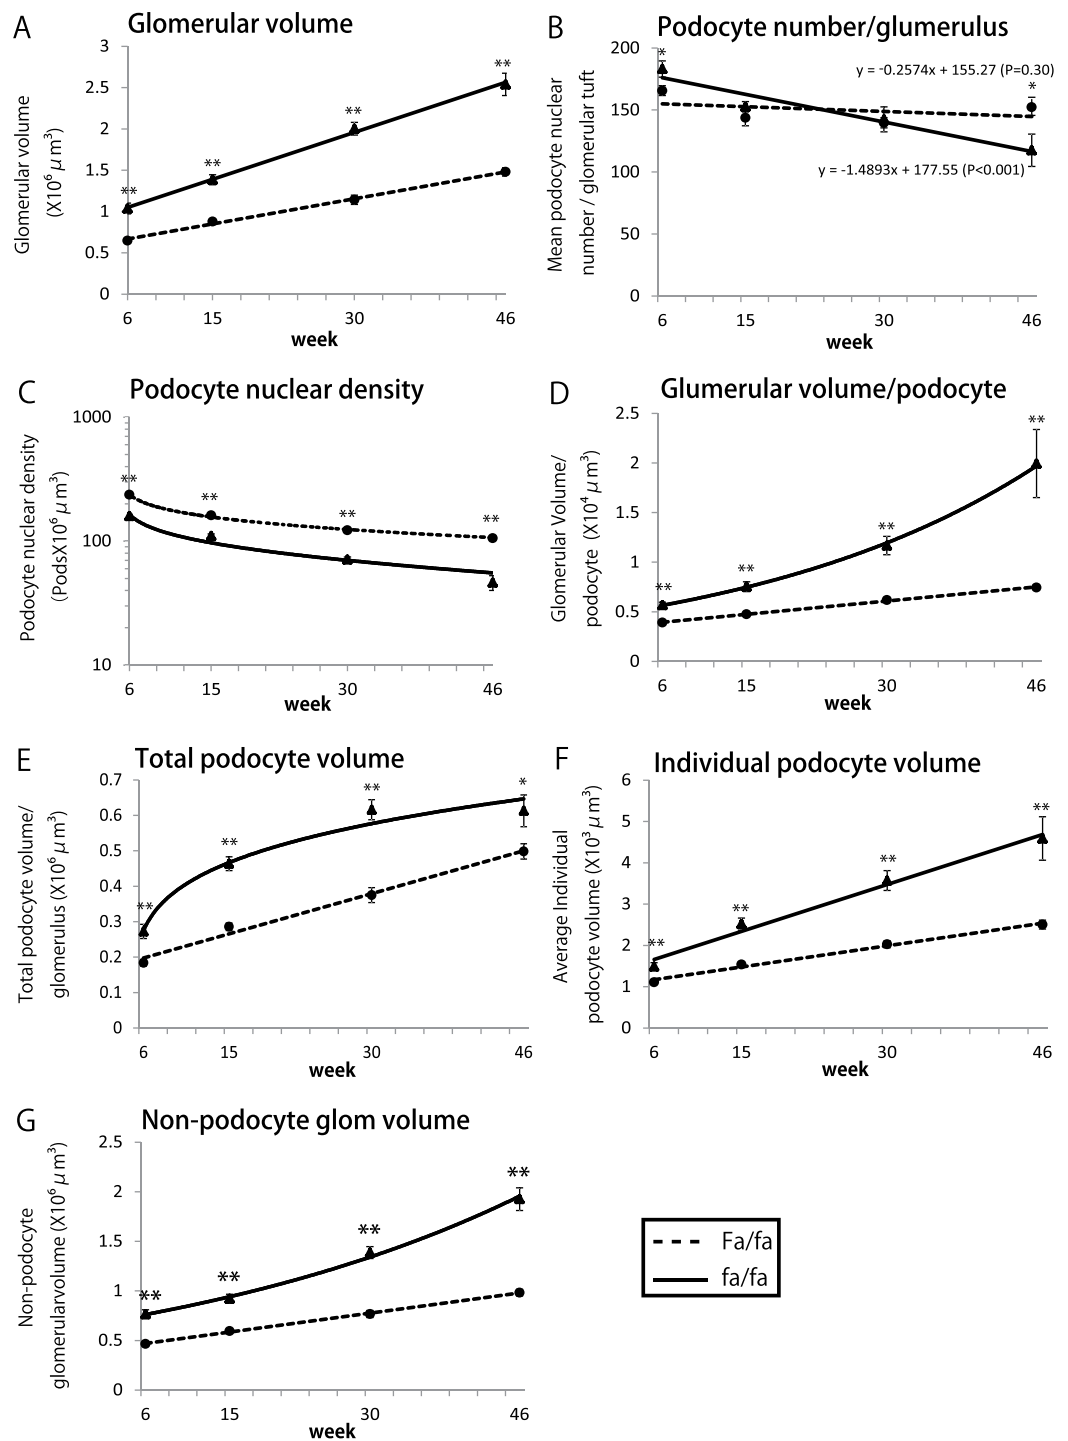 A Glomerular volume
Glomerular volume
(X10⁶ μm³)
3
2.5
2
1.5
1
0.5
0
**
**
**
**
6 15 30 46
week
B Podocyte number/glumerulus
Mean podocyte nuclear
number / glomerular tuft
200
150
100
50
0
*
y = -0.2574x + 155.27 (P=0.30)
*
y = -1.4893x + 177.55 (P<0.001)
6 15 30 46
week
C Podocyte nuclear density
Podocyte nuclear density
(PodsX10⁶ μm³)
1000
100
10
**
**
**
**
6 15 30 46
week
D Glumerular volume/podocyte
Glomerular Volume/
podocyte (X10⁴ μm³)
2.5
2
1.5
1
0.5
0
**
**
**
**
6 15 30 46
week
E Total podocyte volume
Total podocyte volume/
glomerulus (X10⁶ μm³)
0.7
0.6
0.5
0.4
0.3
0.2
0.1
0
**
**
**
*
6 15 30 46
week
F Individual podocyte volume
Average Individual
podocyte volume (X10³ μm³)
6
5
4
3
2
1
0
**
**
**
**
6 15 30 46
week
G Non-podocyte glom volume
Non-podocyte
glomerularvolume (X10⁶ μm³)
2.5
2
1.5
1
0.5
0
**
**
**
**
6 15 30 46
week
Fa/fa
fa/fa